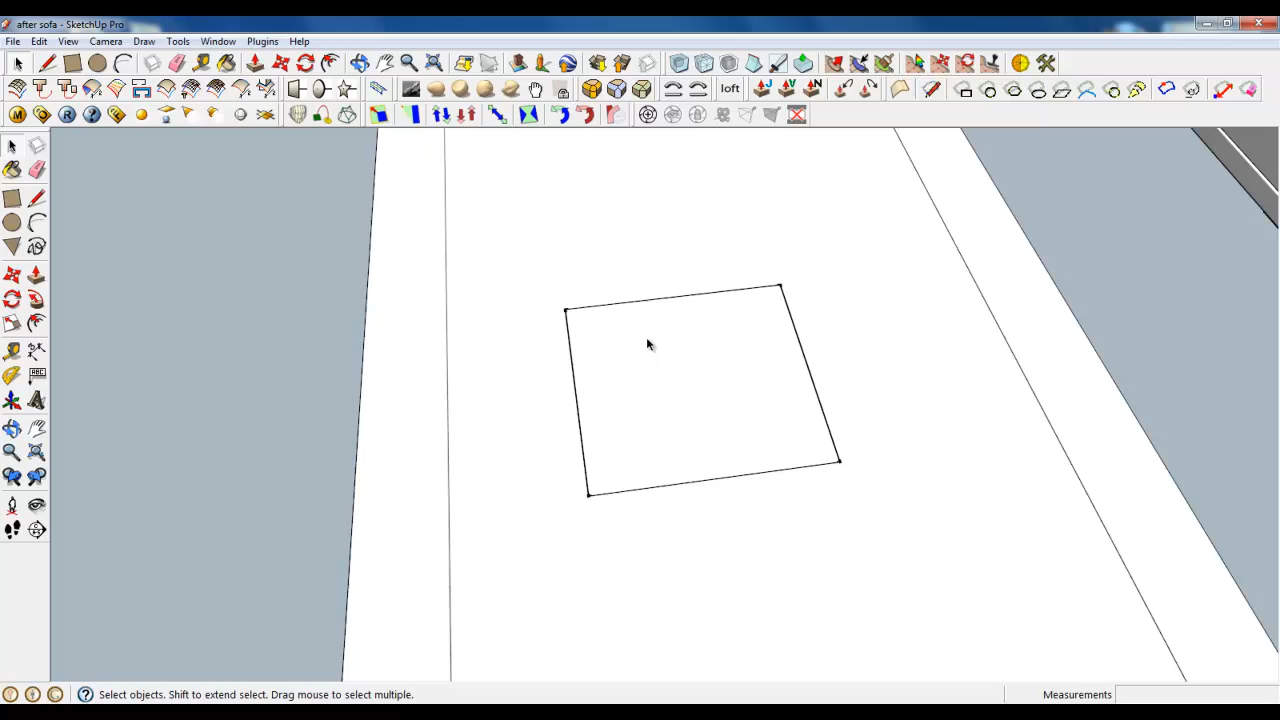 after sofa - SketchUp Pro
File Edit View Camera Draw Tools Window Plugins Help
loft
J V N
M R ?
ABC
Select objects. Shift to extend select. Drag mouse to select multiple.
Measurements